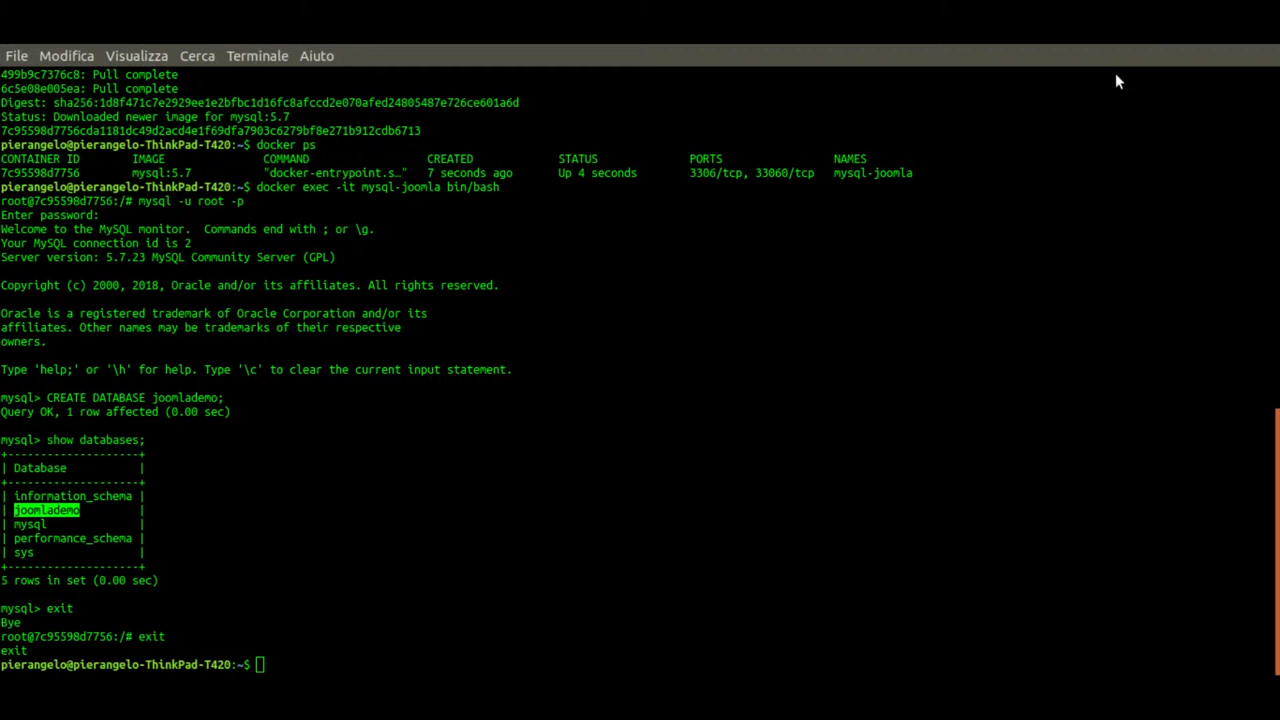 File Modifica Visualizza Cerca Terminale Aiuto
499b9c7376c8: Pull complete
6c5e08e005ea: Pull complete
Digest: sha256:1d8f471c7e2929ee1e2bfbc1d16fc8afccd2e070afed24805487e726ce601a6d
Status: Downloaded newer image for mysql:5.7
7c95598d7756cda1181dc49d2acd4e1f69dfa7903c6279bf8e271b912cdb6713
pierangelo@pierangelo-ThinkPad-T420:~$ docker ps
CONTAINER ID IMAGE COMMAND CREATED STATUS PORTS NAMES
7c95598d7756 mysql:5.7 "docker-entrypoint.s…" 7 seconds ago Up 4 seconds 3306/tcp, 33060/tcp mysql-joomla
pierangelo@pierangelo-ThinkPad-T420:~$ docker exec -it mysql-joomla bin/bash
root@7c95598d7756:/# mysql -u root -p
Enter password:
Welcome to the MySQL monitor.  Commands end with ; or \g.
Your MySQL connection id is 2
Server version: 5.7.23 MySQL Community Server (GPL)
Copyright (c) 2000, 2018, Oracle and/or its affiliates. All rights reserved.
Oracle is a registered trademark of Oracle Corporation and/or its
affiliates. Other names may be trademarks of their respective
owners.
Type 'help;' or '\h' for help. Type '\c' to clear the current input statement.
mysql> CREATE DATABASE joomlademo;
Query OK, 1 row affected (0.00 sec)
mysql> show databases;
+--------------------+
| Database           |
+--------------------+
| information_schema |
| joomlademo         |
| mysql              |
| performance_schema |
| sys                |
+--------------------+
5 rows in set (0.00 sec)
mysql> exit
Bye
root@7c95598d7756:/# exit
exit
pierangelo@pierangelo-ThinkPad-T420:~$